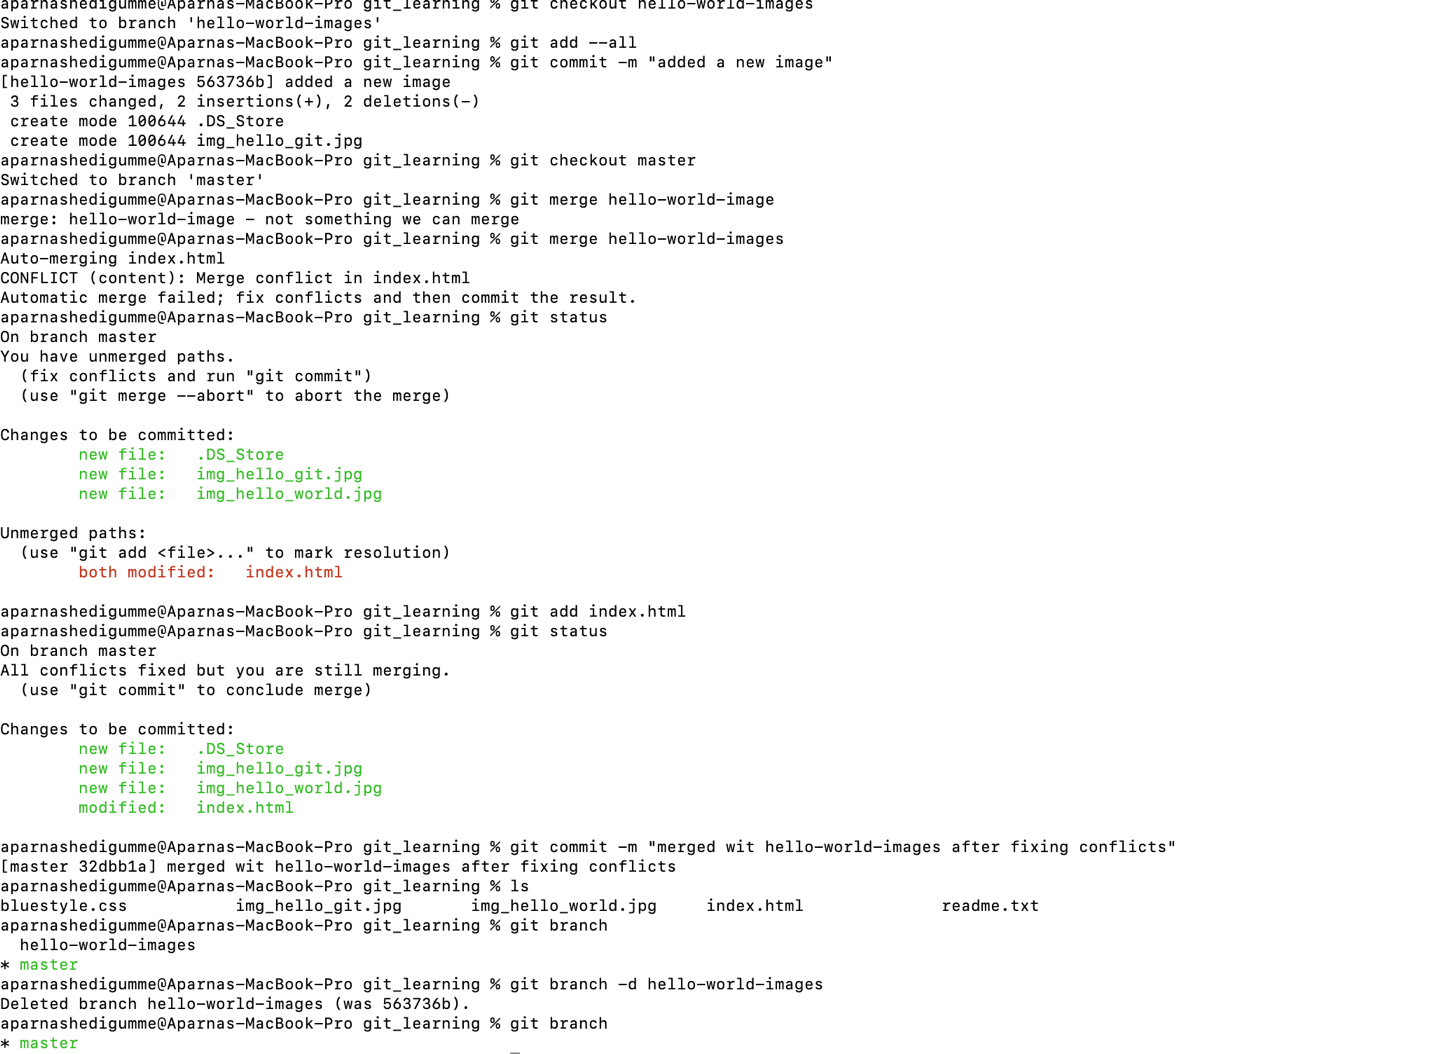 aparnashedigumme@Aparnas-MacBook-Pro git_learning % git checkout hello-world-images
Switched to branch 'hello-world-images'
aparnashedigumme@Aparnas-MacBook-Pro git_learning % git add --all
aparnashedigumme@Aparnas-MacBook-Pro git_learning % git commit -m "added a new image"
[hello-world-images 563736b] added a new image
 3 files changed, 2 insertions(+), 2 deletions(-)
 create mode 100644 .DS_Store
 create mode 100644 img_hello_git.jpg
aparnashedigumme@Aparnas-MacBook-Pro git_learning % git checkout master
Switched to branch 'master'
aparnashedigumme@Aparnas-MacBook-Pro git_learning % git merge hello-world-image
merge: hello-world-image - not something we can merge
aparnashedigumme@Aparnas-MacBook-Pro git_learning % git merge hello-world-images
Auto-merging index.html
CONFLICT (content): Merge conflict in index.html
Automatic merge failed; fix conflicts and then commit the result.
aparnashedigumme@Aparnas-MacBook-Pro git_learning % git status
On branch master
You have unmerged paths.
  (fix conflicts and run "git commit")
  (use "git merge --abort" to abort the merge)

Changes to be committed:
        new file:   .DS_Store
        new file:   img_hello_git.jpg
        new file:   img_hello_world.jpg

Unmerged paths:
  (use "git add <file>..." to mark resolution)
        both modified:   index.html

aparnashedigumme@Aparnas-MacBook-Pro git_learning % git add index.html
aparnashedigumme@Aparnas-MacBook-Pro git_learning % git status
On branch master
All conflicts fixed but you are still merging.
  (use "git commit" to conclude merge)

Changes to be committed:
        new file:   .DS_Store
        new file:   img_hello_git.jpg
        new file:   img_hello_world.jpg
        modified:   index.html

aparnashedigumme@Aparnas-MacBook-Pro git_learning % git commit -m "merged wit hello-world-images after fixing conflicts"
[master 32dbb1a] merged wit hello-world-images after fixing conflicts
aparnashedigumme@Aparnas-MacBook-Pro git_learning % ls
bluestyle.css           img_hello_git.jpg       img_hello_world.jpg     index.html              readme.txt
aparnashedigumme@Aparnas-MacBook-Pro git_learning % git branch
  hello-world-images
* master
aparnashedigumme@Aparnas-MacBook-Pro git_learning % git branch -d hello-world-images
Deleted branch hello-world-images (was 563736b).
aparnashedigumme@Aparnas-MacBook-Pro git_learning % git branch
* master